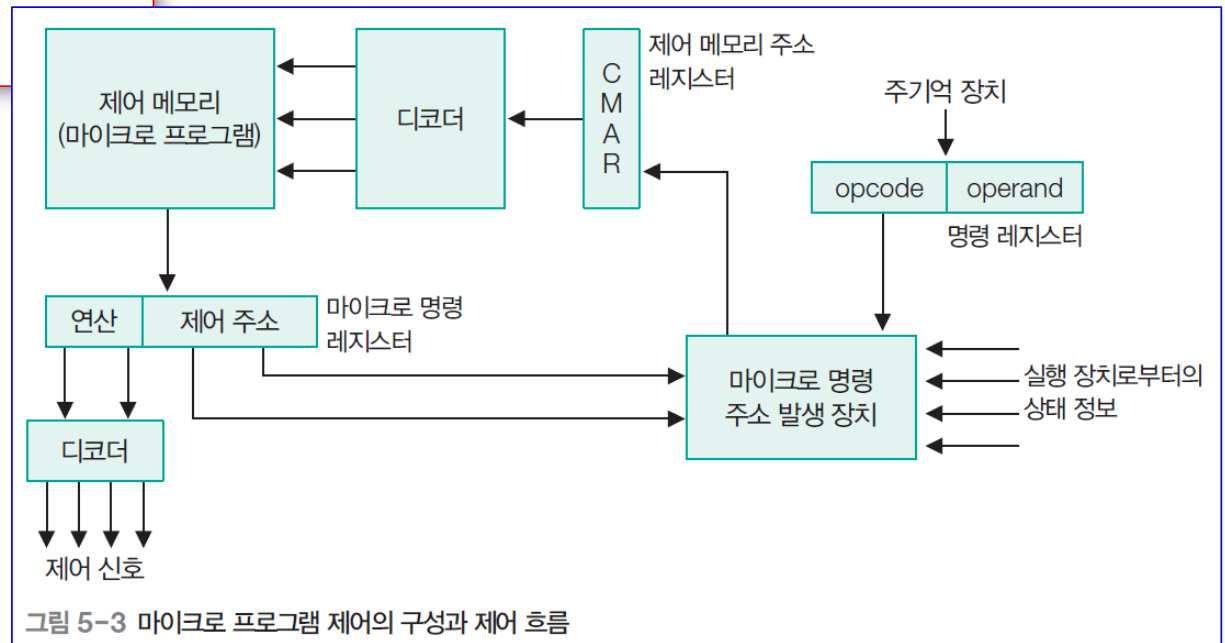 제어 메모리
(마이크로 프로그램)
디코더
C
M
A
R
제어 메모리 주소
레지스터
주기억 장치
opcode
operand
명령 레지스터
연산
제어 주소
마이크로 명령
레지스터
마이크로 명령
주소 발생 장치
실행 장치로부터의
상태 정보
디코더
제어 신호
그림 5-3 마이크로 프로그램 제어의 구성과 제어 흐름